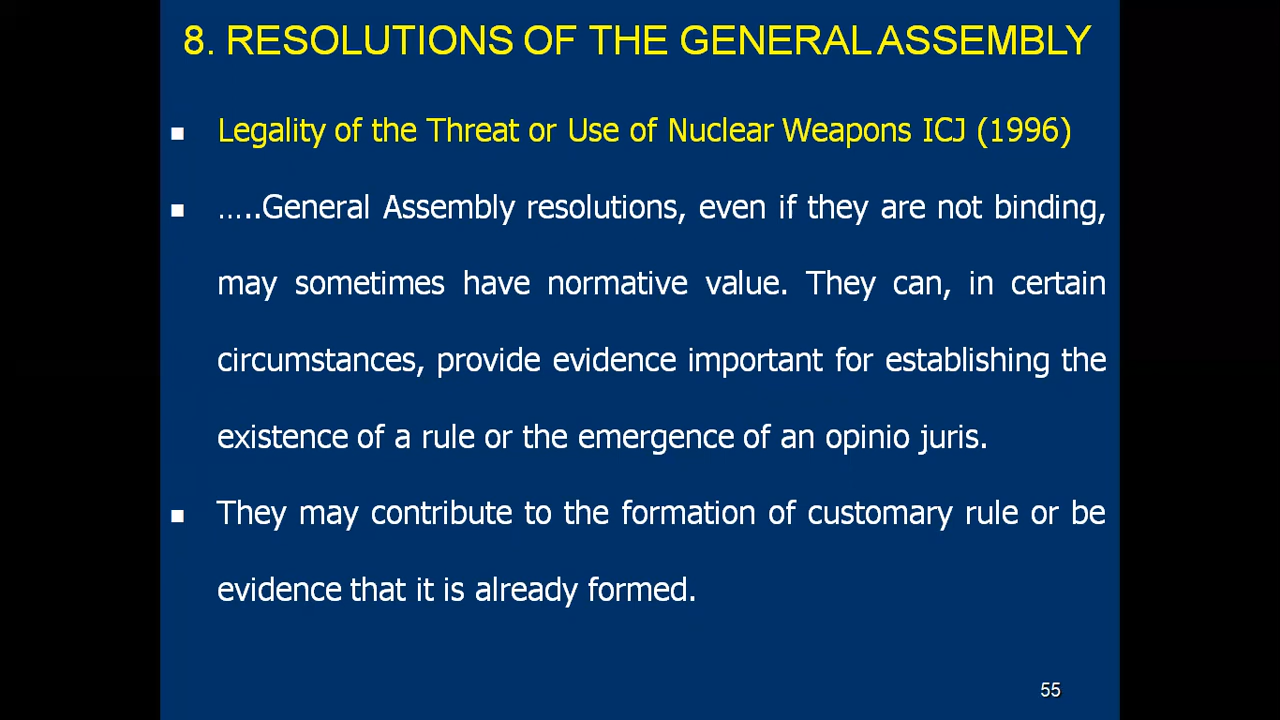 8. RESOLUTIONS OF THE GENERAL ASSEMBLY
Legality of the Threat or Use of Nuclear Weapons ICJ (1996)
…..General Assembly resolutions, even if they are not binding,
may sometimes have normative value. They can, in certain
circumstances, provide evidence important for establishing the
existence of a rule or the emergence of an opinio juris.
They may contribute to the formation of customary rule or be
evidence that it is already formed.
55